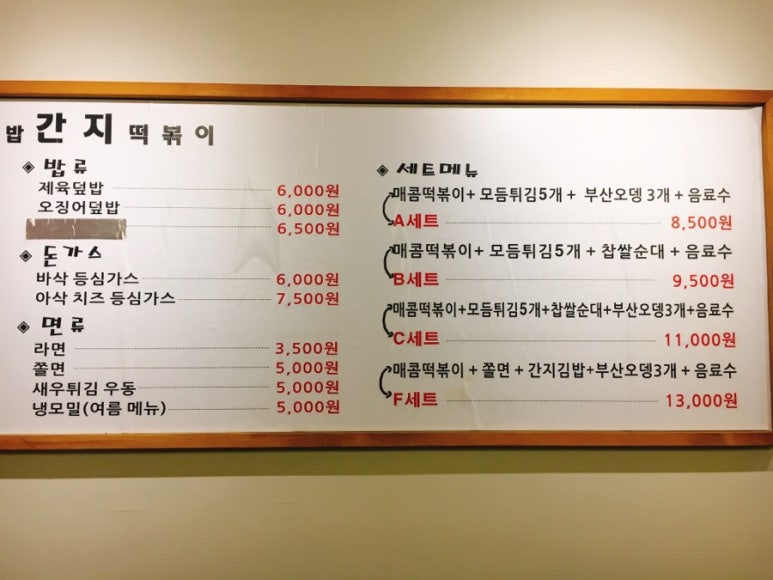 밥 간지 떡볶이
◈ 밥류
제육덮밥 6,000원
오징어덮밥 6,000원
6,500원
◈ 돈가스
바삭 등심가스 6,000원
아삭 치즈 등심가스 7,500원
◈ 면류
라면 3,500원
쫄면 5,000원
새우튀김 우동 5,000원
냉모밀(여름 메뉴) 5,000원
◈ 세트메뉴
매콤떡볶이+ 모듬튀김5개 + 부산오뎅 3개 + 음료수
A세트 8,500원
매콤떡볶이 + 모듬튀김5개 + 찹쌀순대 + 음료수
B세트 9,500원
매콤떡볶이+모듬튀김5개+찹쌀순대+부산오뎅3개+음료수
C세트 11,000원
매콤떡볶이 + 쫄면 + 간지김밥+부산오뎅3개 + 음료수
F세트 13,000원